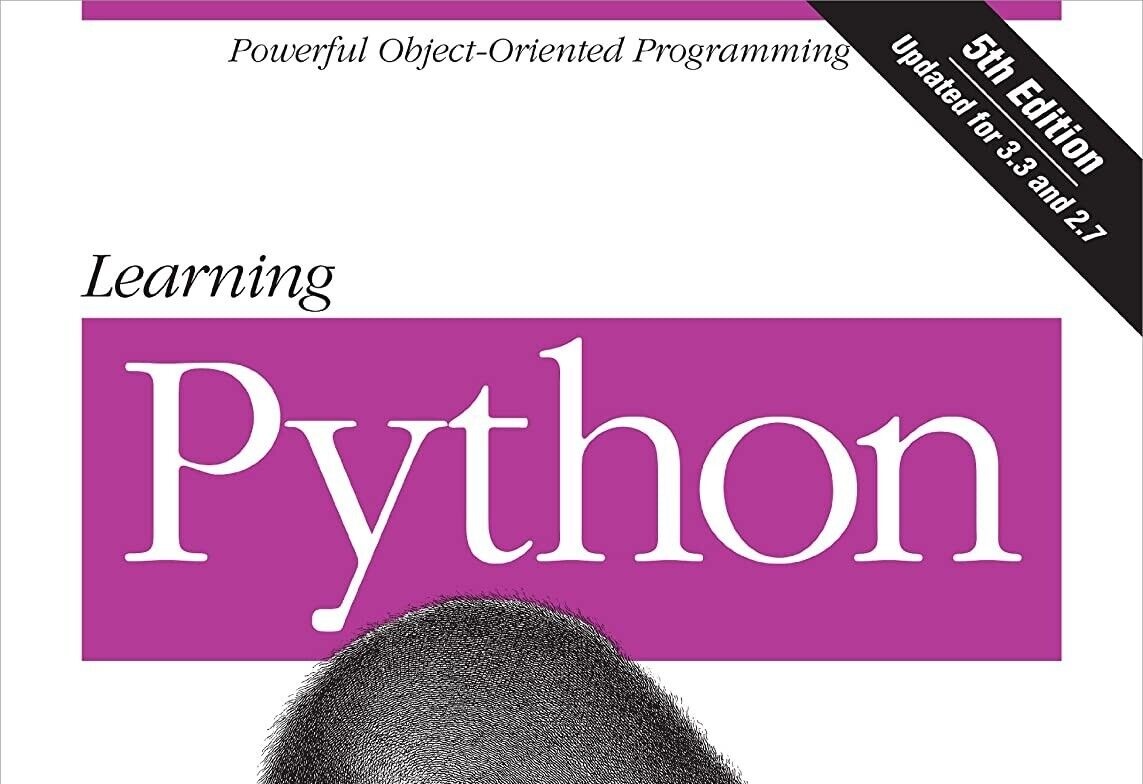 Powerful Object-Oriented Programming
5th Edition
Updated for 3.3 and 2.7
Learning
Python